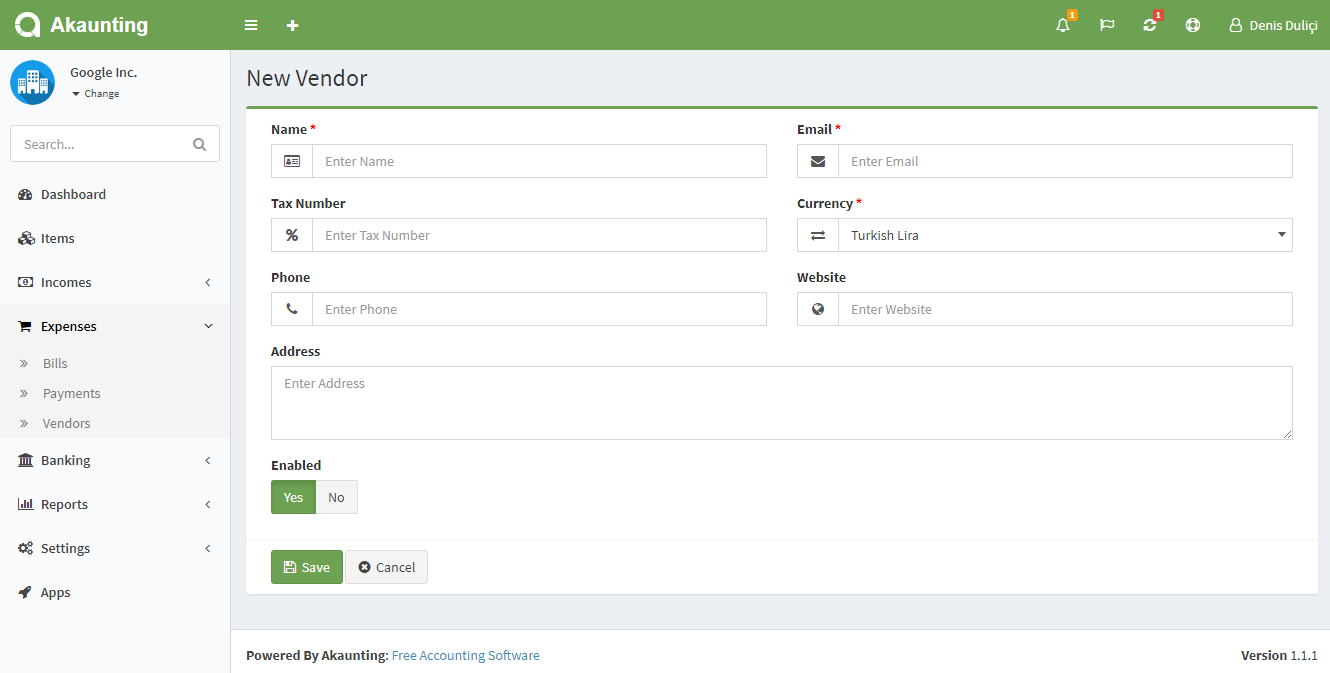 Akaunting
1
1
Denis Duliçi
Google Inc.
Change
Search...
Dashboard
Items
Incomes
Expenses
Bills
Payments
Vendors
Banking
Reports
Settings
Apps
New Vendor
Name *
Email *
Enter Name
Enter Email
Tax Number
Currency *
Enter Tax Number
Turkish Lira
Phone
Website
Enter Phone
Enter Website
Address
Enter Address
Enabled
Yes No
Save Cancel
Powered By Akaunting: Free Accounting Software
Version 1.1.1